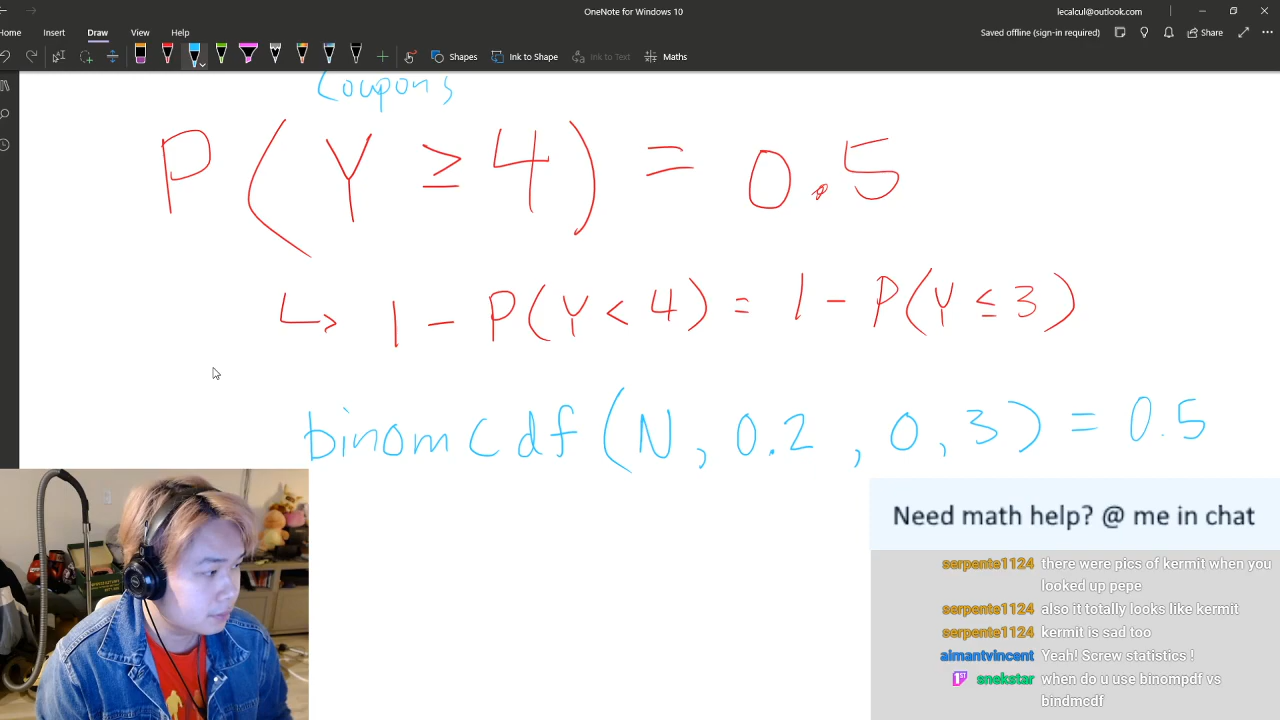 OneNote for Windows 10
lecalcul@outlook.com
Home Insert Draw View Help
Saved offline (sign-in required)
Share
Shapes
Ink to Shape
Ink to Text
Maths
Coupons
P(Y ≥ 4) = 0.5
↳ 1 - P(Y < 4) = 1 - P(Y ≤ 3)
binomcdf(N, 0.2, 0, 3) = 0.5
Need math help? @ me in chat
serpente1124 there were pics of kermit when you
looked up pepe
serpente1124 also it totally looks like kermit
serpente1124 kermit is sad too
aimantvincent Yeah! Screw statistics !
1ST snekstar when do u use binompdf vs
bindmcdf